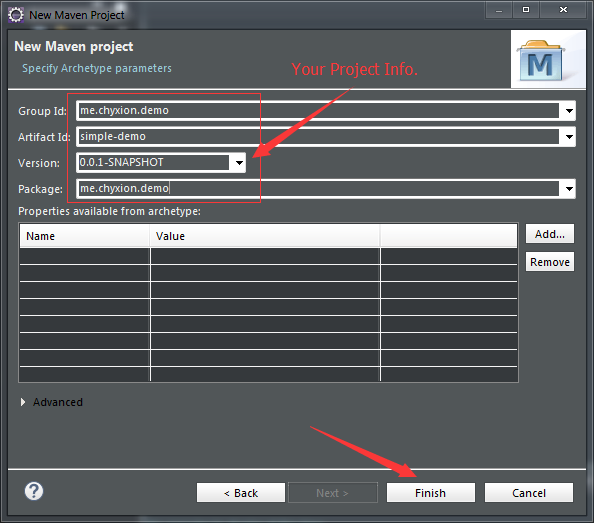 New Maven Project
New Maven project
Specify Archetype parameters
Your Project Info.
M
Group Id: me.chyxion.demo
Artifact Id: simple-demo
Version: 0.0.1-SNAPSHOT
Package: me.chyxion.demo
Properties available from archetype:
Name Value
Add...
Remove
Advanced
? < Back Next > Finish Cancel